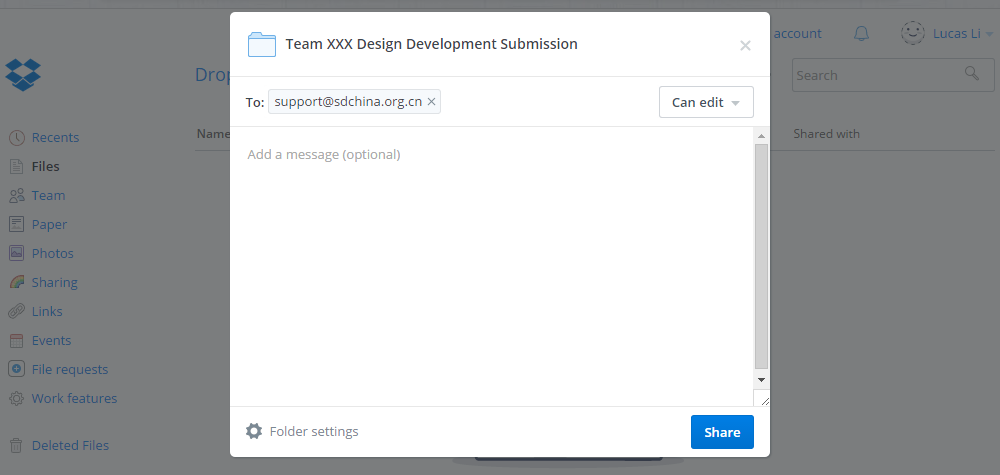 Team XXX Design Development Submission
account
Lucas Li
Drop
Search
To: support@sdchina.org.cn
Can edit
Name
Shared with
Add a message (optional)
Recents
Files
Team
Paper
Photos
Sharing
Links
Events
File requests
Work features
Deleted Files
Folder settings
Share